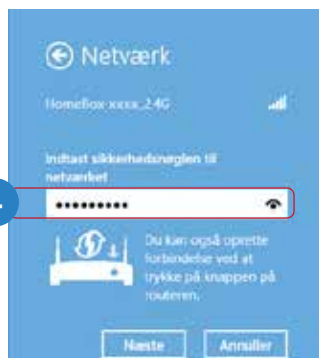 Netværk
HomeBox-xxxx_2.4G
Indtast sikkerhedsnøglen til
netværket
•••••••••
Du kan også oprette
forbindelse ved at
trykke på knappen på
routeren.
Næste Annuller